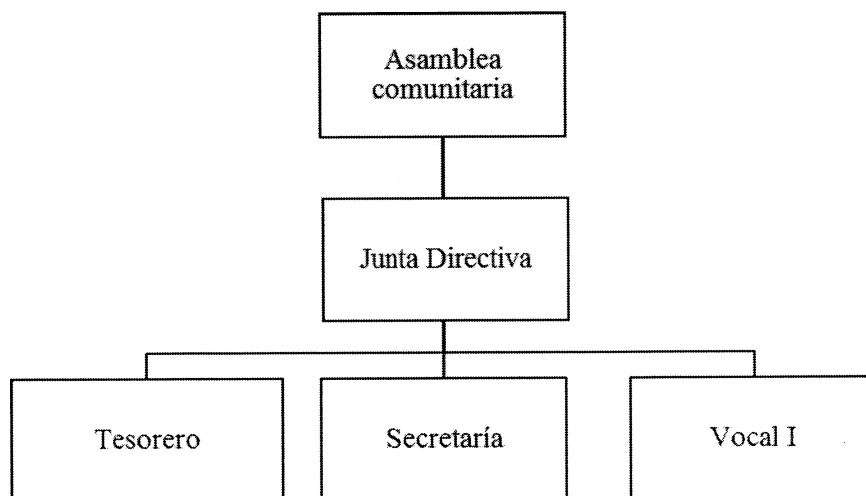 Asamblea
comunitaria
Junta Directiva
Tesorero
Secretaría
Vocal I